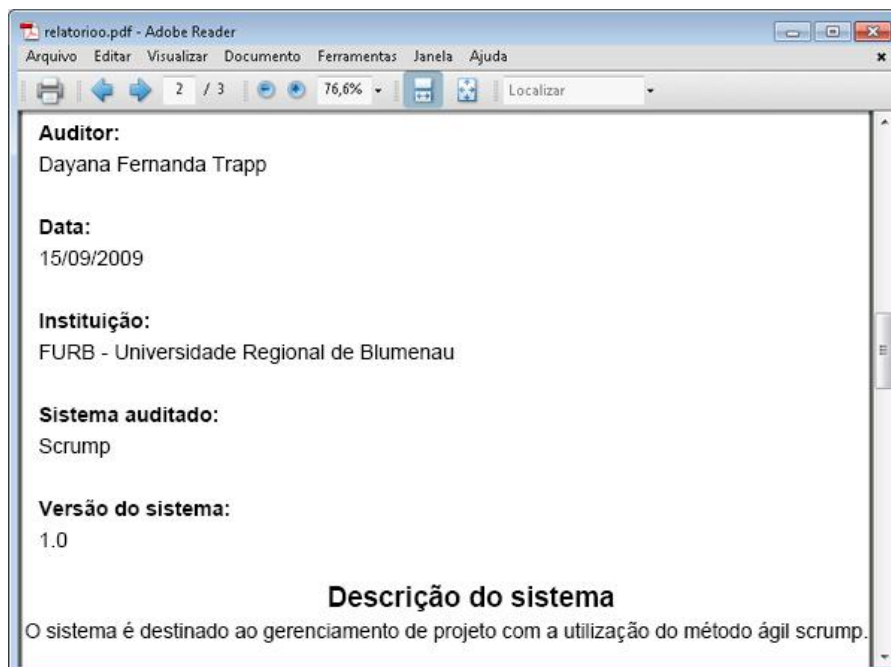 relatorioo.pdf - Adobe Reader
Arquivo Editar Visualizar Documento Ferramentas Janela Ajuda
2 / 3 76,6% Localizar
Auditor:
Dayana Fernanda Trapp
Data:
15/09/2009
Instituição:
FURB - Universidade Regional de Blumenau
Sistema auditado:
Scrump
Versão do sistema:
1.0
Descrição do sistema
O sistema é destinado ao gerenciamento de projeto com a utilização do método ágil scrump.